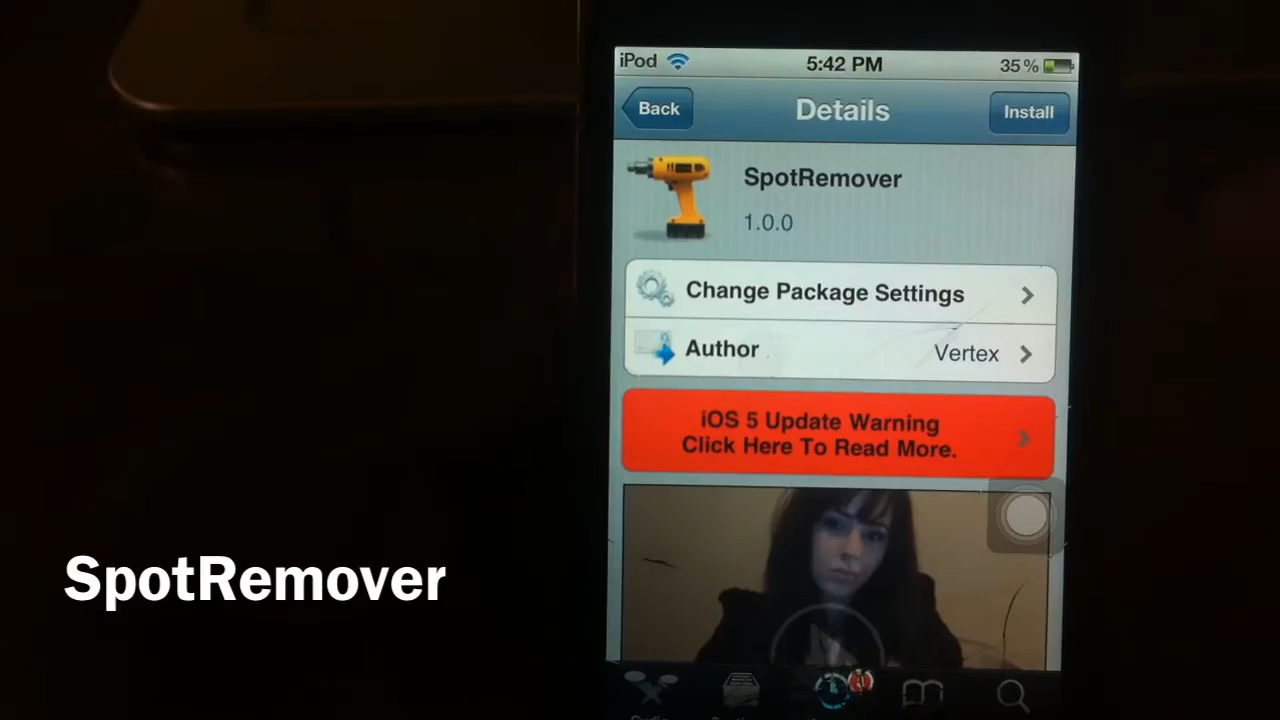 iPod 5:42 PM 35%
Back Details Install
SpotRemover
1.0.0
Change Package Settings
Author Vertex
iOS 5 Update Warning
Click Here To Read More.
SpotRemover